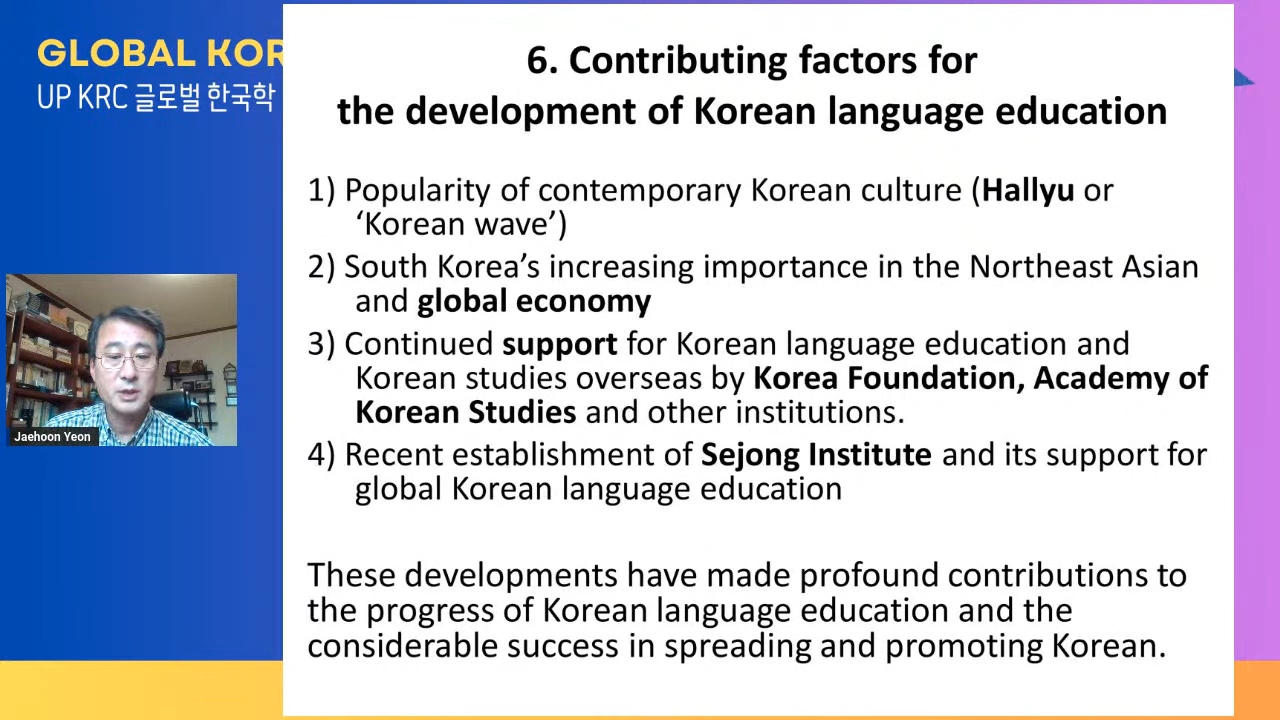 GLOBAL KOR
UP KRC 글로벌 한국학
6. Contributing factors for
the development of Korean language education
1) Popularity of contemporary Korean culture (Hallyu or
‘Korean wave’)
2) South Korea’s increasing importance in the Northeast Asian
and global economy
3) Continued support for Korean language education and
Korean studies overseas by Korea Foundation, Academy of
Korean Studies and other institutions.
4) Recent establishment of Sejong Institute and its support for
global Korean language education
These developments have made profound contributions to
the progress of Korean language education and the
considerable success in spreading and promoting Korean.
Jaehoon Yeon